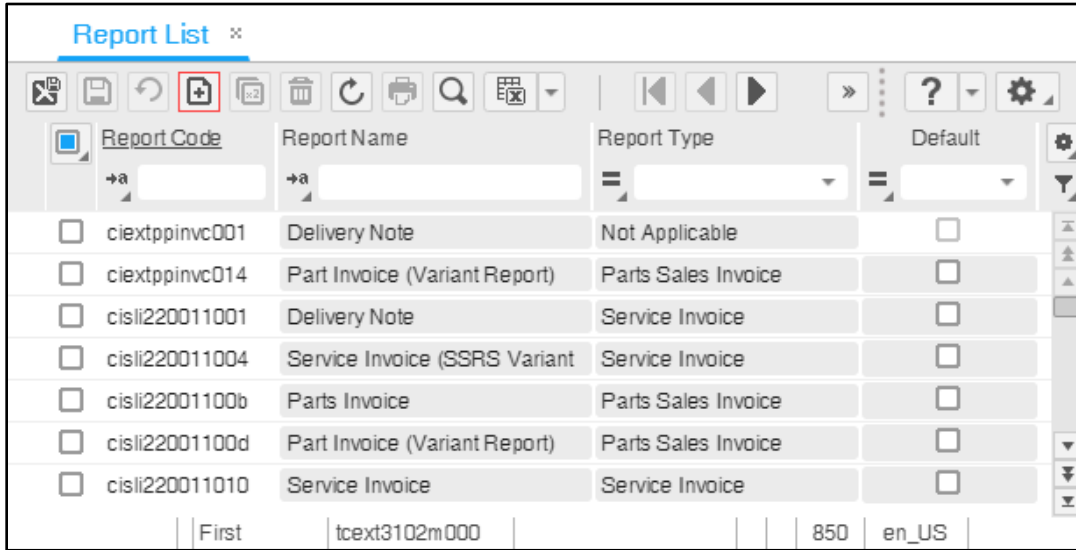 Report List
Report Code Report Name Report Type Default
ciextppinvc001 Delivery Note Not Applicable
ciextppinvc014 Part Invoice (Variant Report) Parts Sales Invoice
cisli220011001 Delivery Note Service Invoice
cisli220011004 Service Invoice (SSRS Variant Service Invoice
cisli22001100b Parts Invoice Parts Sales Invoice
cisli22001100d Part Invoice (Variant Report) Parts Sales Invoice
cisli220011010 Service Invoice Service Invoice
First tcext3102m000 850 en_US